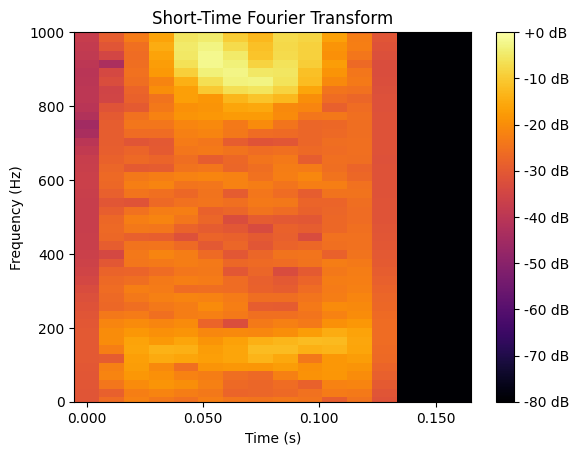 Short-Time Fourier Transform
1000
800
600
400
200
0
Frequency (Hz)
0.000
0.050
0.100
0.150
Time (s)
+0 dB
-10 dB
-20 dB
-30 dB
-40 dB
-50 dB
-60 dB
-70 dB
-80 dB